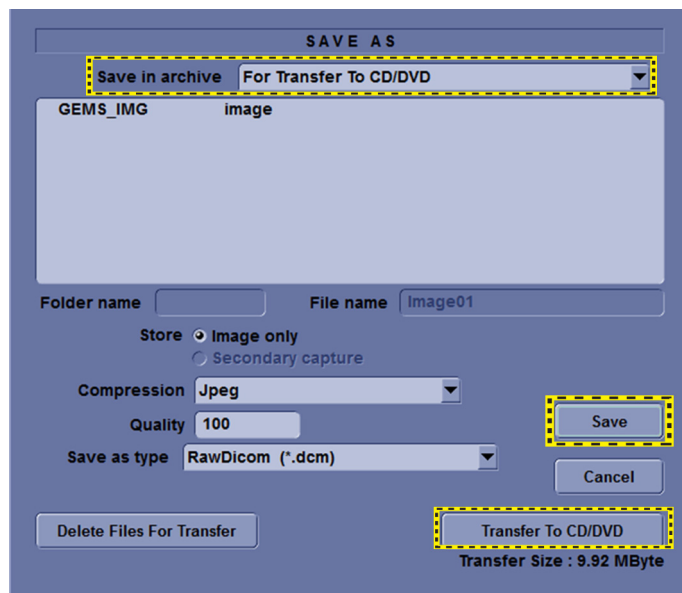 SAVE AS
Save in archive For Transfer To CD/DVD
GEMS_IMG image
Folder name File name Image01
Store Image only
Secondary capture
Compression Jpeg
Quality 100
Save
Save as type RawDicom (*.dcm)
Cancel
Delete Files For Transfer Transfer To CD/DVD
Transfer Size : 9.92 MByte